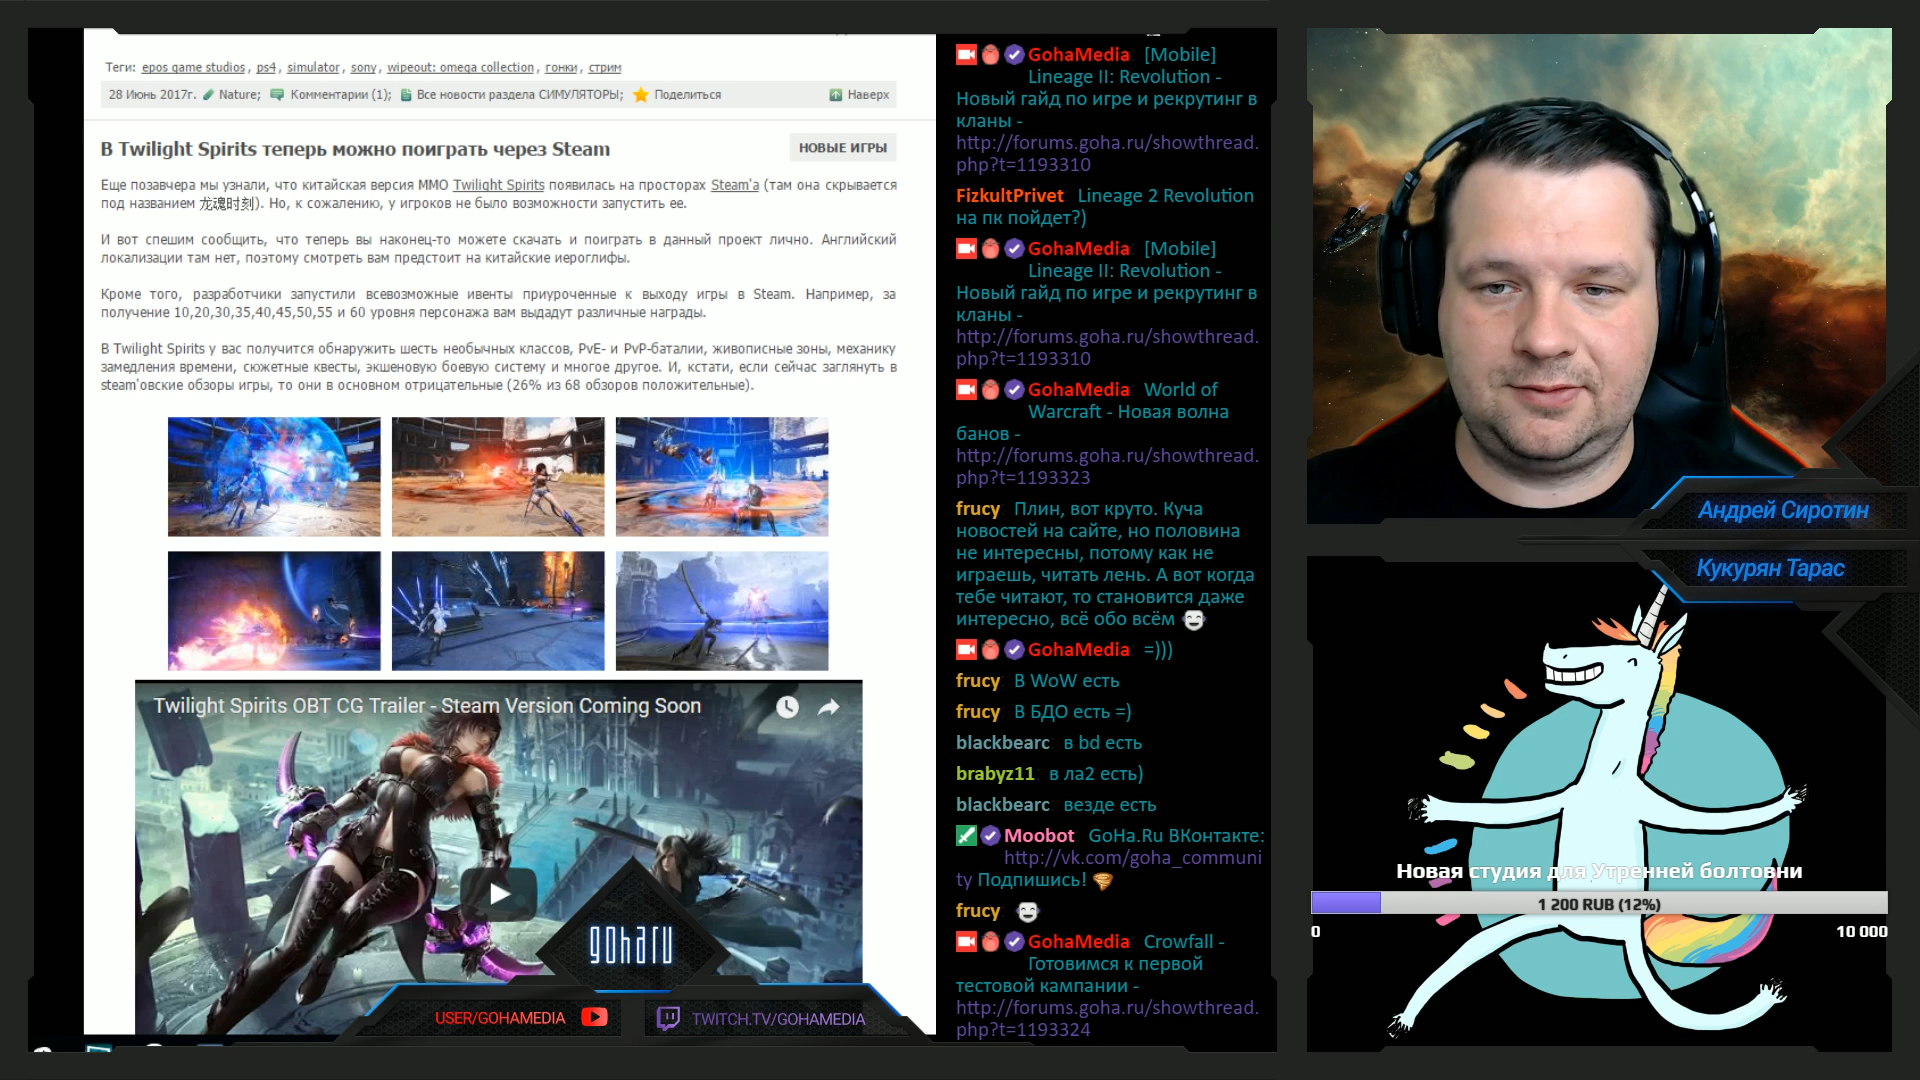 Теги: epos game studios, ps4, simulator, sony, wipeout: omega collection, гонки, стрим
28 Июнь 2017г. Nature; Комментарии (1); Все новости раздела СИМУЛЯТОРЫ; Поделиться Наверх
В Twilight Spirits теперь можно поиграть через Steam
НОВЫЕ ИГРЫ
Еще позавчера мы узнали, что китайская версия ММО Twilight Spirits появилась на просторах Steam'а (там она скрывается
под названием 龙魂时刻). Но, к сожалению, у игроков не было возможности запустить ее.
И вот спешим сообщить, что теперь вы наконец-то можете скачать и поиграть в данный проект лично. Английский
локализации там нет, поэтому смотреть вам предстоит на китайские иероглифы.
Кроме того, разработчики запустили всевозможные ивенты приуроченные к выходу игры в Steam. Например, за
получение 10,20,30,35,40,45,50,55 и 60 уровня персонажа вам выдадут различные награды.
В Twilight Spirits у вас получится обнаружить шесть необычных классов, PvE- и PvP-баталии, живописные зоны, механику
замедления времени, сюжетные квесты, экшеновую боевую систему и многое другое. И, кстати, если сейчас заглянуть в
steam'овские обзоры игры, то они в основном отрицательные (26% из 68 обзоров положительные).
Twilight Spirits OBT CG Trailer - Steam Version Coming Soon
goharu
USER/GOHAMEDIA
TWITCH.TV/GOHAMEDIA
GohaMedia [Mobile]
Lineage II: Revolution -
Новый гайд по игре и рекрутинг в
кланы -
http://forums.goha.ru/showthread.
php?t=1193310
FizkultPrivet Lineage 2 Revolution
на пк пойдет?)
GohaMedia [Mobile]
Lineage II: Revolution -
Новый гайд по игре и рекрутинг в
кланы -
http://forums.goha.ru/showthread.
php?t=1193310
GohaMedia World of
Warcraft - Новая волна
банов -
http://forums.goha.ru/showthread.
php?t=1193323
frucy Плин, вот круто. Куча
новостей на сайте, но половина
не интересны, потому как не
играешь, читать лень. А вот когда
тебе читают, то становится даже
интересно, всё обо всём
GohaMedia =)))
frucy В WoW есть
frucy В БДО есть =)
blackbearc в bd есть
brabyz11 в ла2 есть)
blackbearc везде есть
Moobot GoHa.Ru ВКонтакте:
http://vk.com/goha_communi
ty Подпишись!
frucy
GohaMedia Crowfall -
Готовимся к первой
тестовой кампании -
http://forums.goha.ru/showthread.
php?t=1193324
Андрей Сиротин
Кукурян Тарас
Новая студия для Утренней болтовни
1 200 RUB (12%)
0
10 000